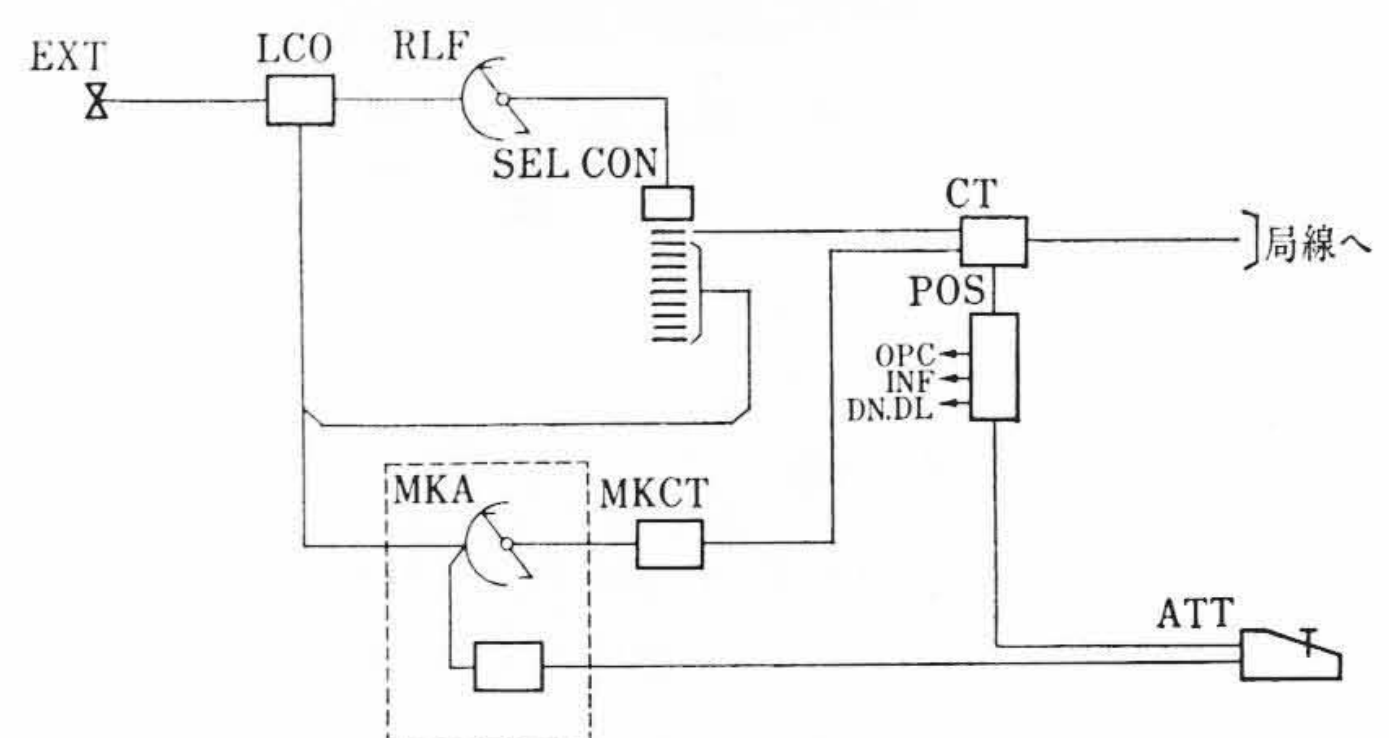 EXT
LCO
RLF
SEL CON
CT
局線へ
POS
OPC
INF
DN.DL
MKA
MKCT
ATT